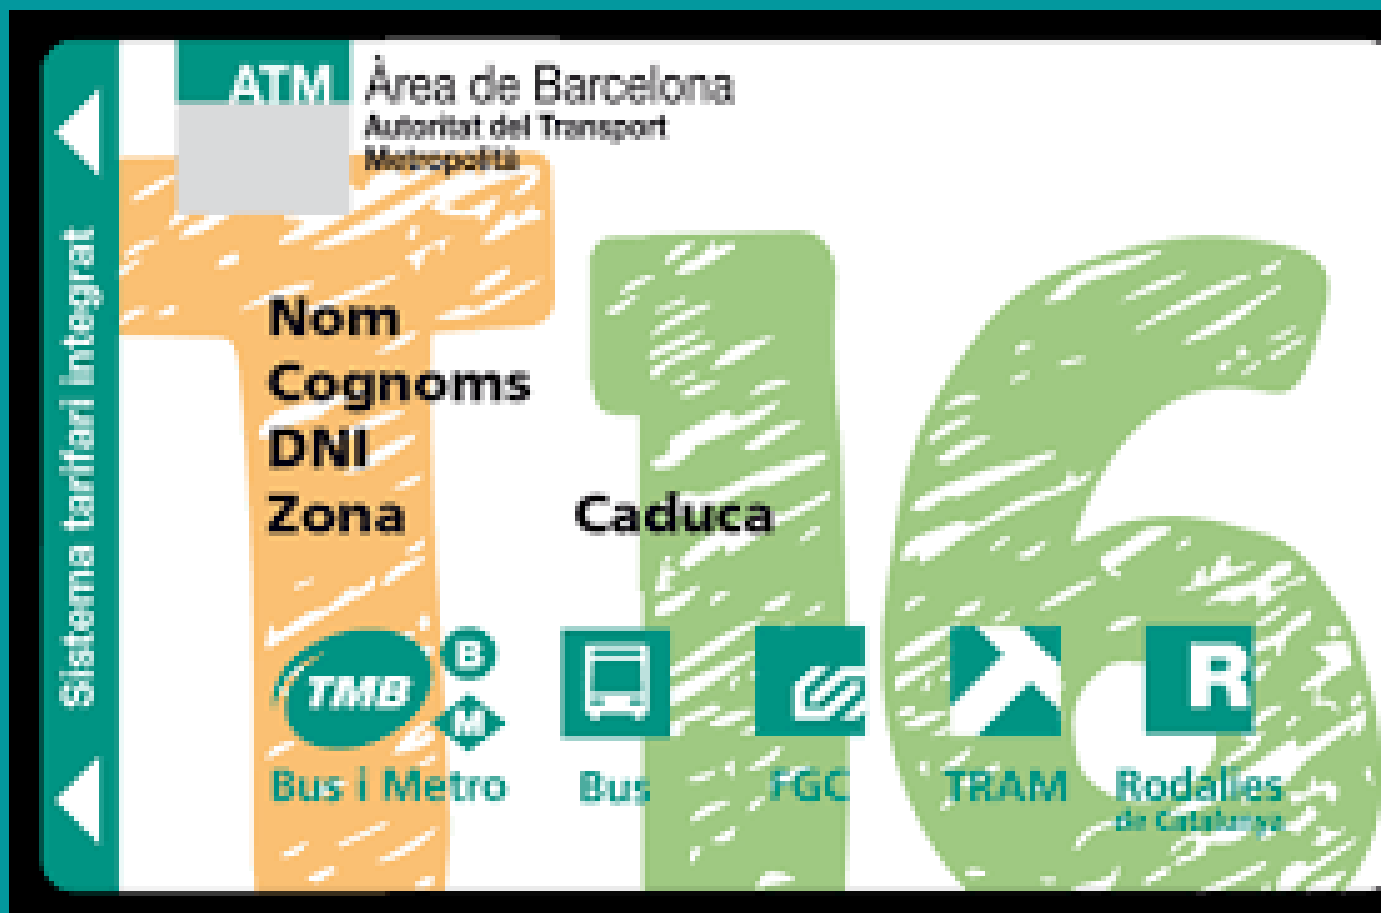 ATM Àrea de Barcelona
Autoritat del Transport
Metropolità
Sistema tarifari integrat
T16
Nom
Cognoms
DNI
Zona Caduca
TMB B
M
R
Bus i Metro Bus FGC TRAM Rodalies
de Catalunya